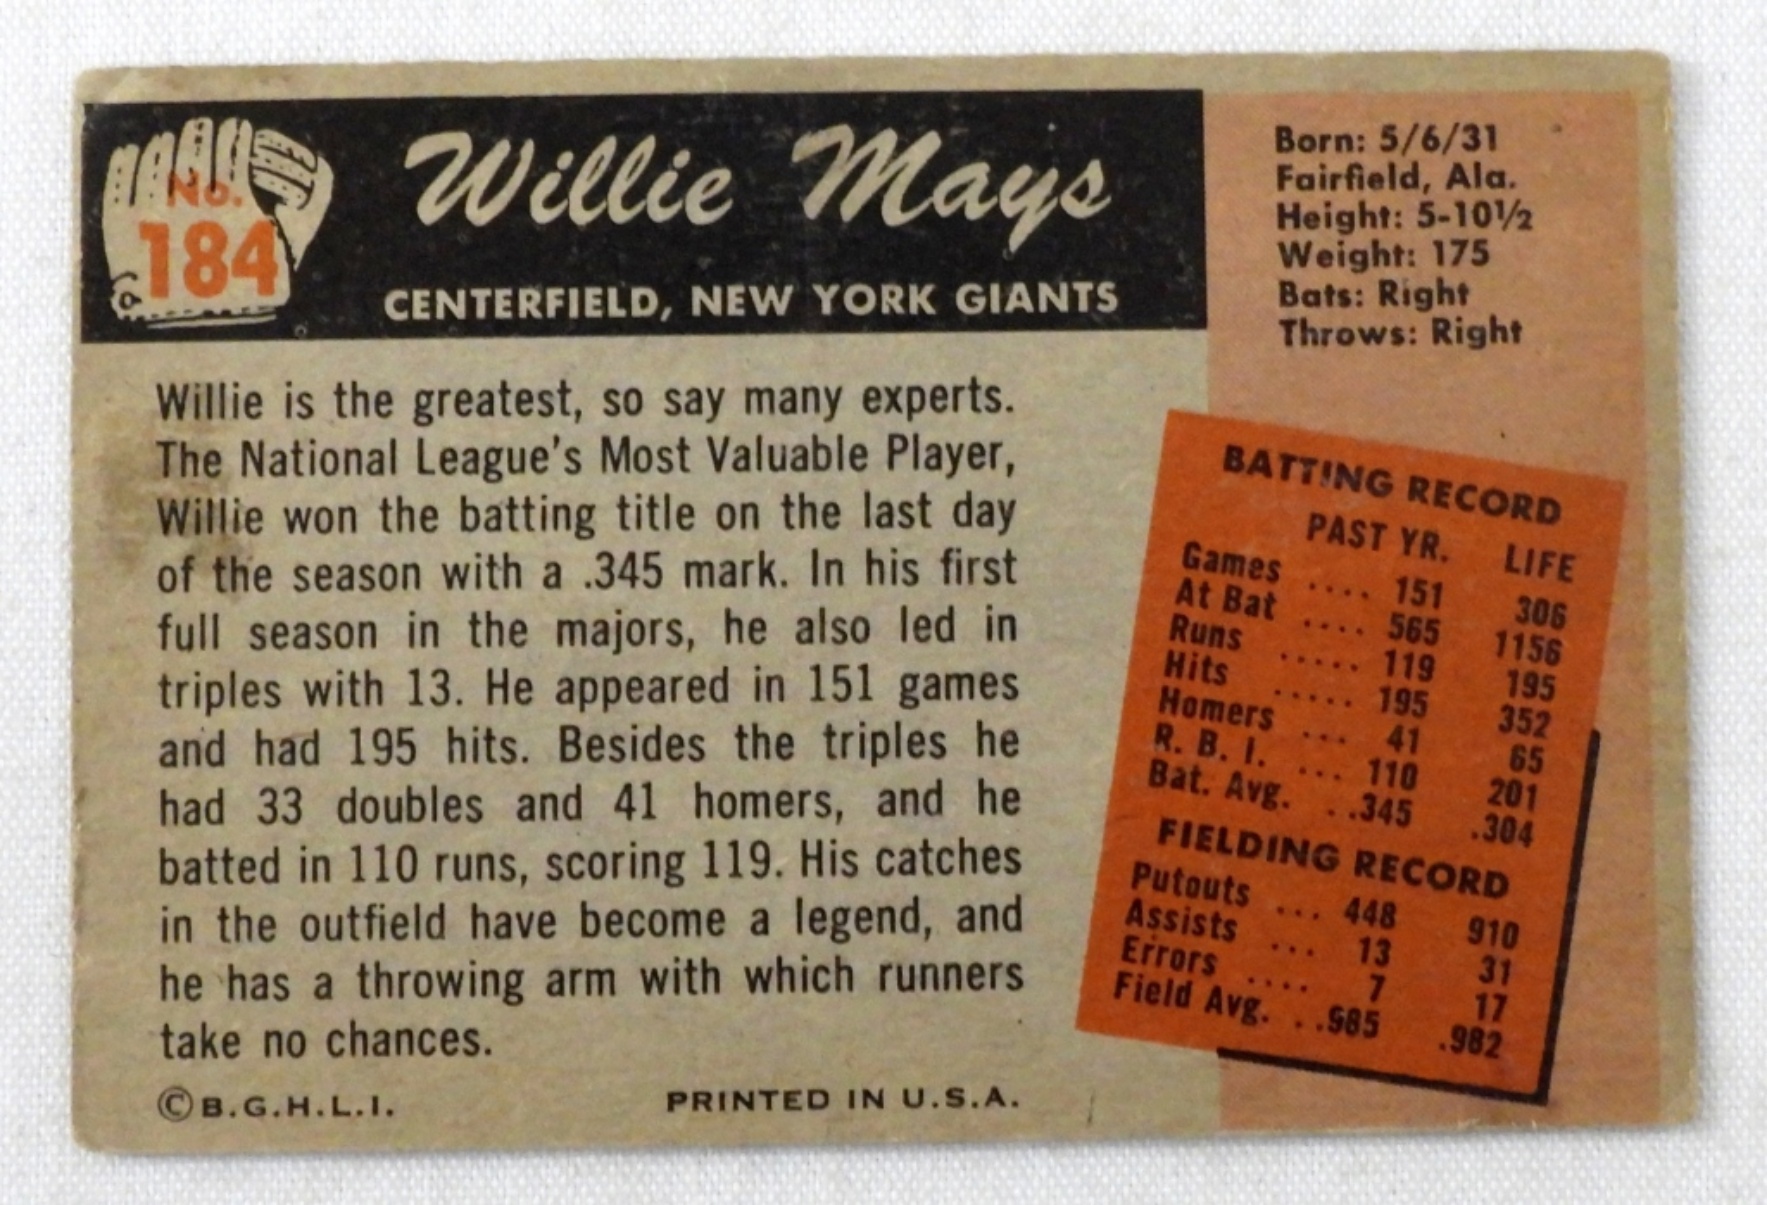 No.
184
Willie Mays
CENTERFIELD, NEW YORK GIANTS
Born: 5/6/31
Fairfield, Ala.
Height: 5-10½
Weight: 175
Bats: Right
Throws: Right
Willie is the greatest, so say many experts.
The National League's Most Valuable Player,
Willie won the batting title on the last day
of the season with a .345 mark. In his first
full season in the majors, he also led in
triples with 13. He appeared in 151 games
and had 195 hits. Besides the triples he
had 33 doubles and 41 homers, and he
batted in 110 runs, scoring 119. His catches
in the outfield have become a legend, and
he has a throwing arm with which runners
take no chances.
©B.G.H.L.I. PRINTED IN U.S.A.
BATTING RECORD
PAST YR. LIFE
Games .... 151 306
At Bat .... 565 1156
Runs ..... 119 195
Hits ..... 195 352
Homers ... 41 65
R. B. I. ... 110 201
Bat. Avg. ..345 .304
FIELDING RECORD
Putouts ... 448 910
Assists ... 13 31
Errors .... 7 17
Field Avg. ..985 .982